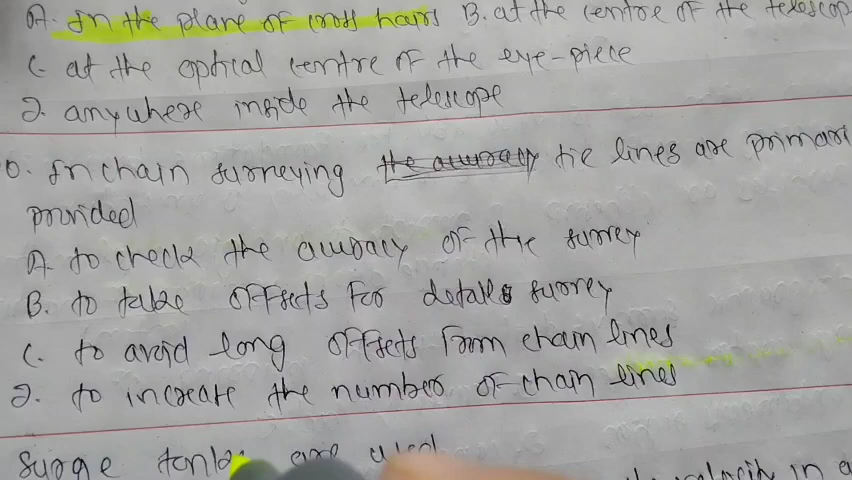 A. In the plane of cross hairs B. at the centre of the telescop
C. at the optical centre of the eye-piece
D. anywhere inside the telescope
0. In chain surveying the accuracy tie lines are primari
provided
A. to check the accuracy of the survey
B. to take offsets for details survey
C. to avoid long offsets from chain lines
D. to increase the number of chain lines
surge tanks are used
velocity in a